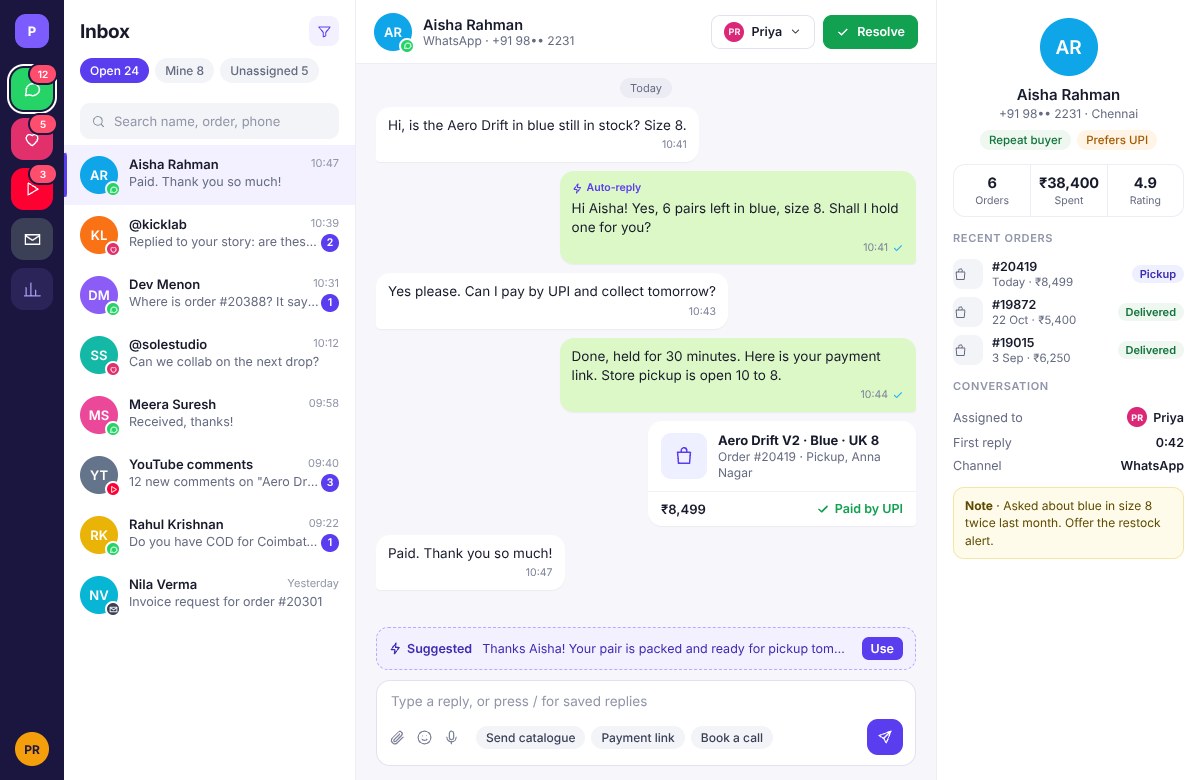 P
12
5
3
PR
Inbox
Open 24
Mine 8
Unassigned 5
Search name, order, phone
AR
Aisha Rahman
10:47
Paid. Thank you so much!
KL
@kicklab
10:39
Replied to your story: are thes...
2
DM
Dev Menon
10:31
Where is order #20388? It say...
1
SS
@solestudio
10:12
Can we collab on the next drop?
MS
Meera Suresh
09:58
Received, thanks!
YT
YouTube comments
09:40
12 new comments on "Aero Dr...
3
RK
Rahul Krishnan
09:22
Do you have COD for Coimbat...
1
NV
Nila Verma
Yesterday
Invoice request for order #20301
AR
Aisha Rahman
WhatsApp · +91 98•• 2231
PR
Priya
Resolve
Today
Hi, is the Aero Drift in blue still in stock? Size 8.
10:41
Auto-reply
Hi Aisha! Yes, 6 pairs left in blue, size 8. Shall I hold
one for you?
10:41
Yes please. Can I pay by UPI and collect tomorrow?
10:43
Done, held for 30 minutes. Here is your payment
link. Store pickup is open 10 to 8.
10:44
Aero Drift V2 · Blue · UK 8
Order #20419 · Pickup, Anna
Nagar
₹8,499
Paid by UPI
Paid. Thank you so much!
10:47
Suggested
Thanks Aisha! Your pair is packed and ready for pickup tom...
Use
Type a reply, or press / for saved replies
Send catalogue
Payment link
Book a call
AR
Aisha Rahman
+91 98•• 2231 · Chennai
Repeat buyer
Prefers UPI
6
Orders
₹38,400
Spent
4.9
Rating
RECENT ORDERS
#20419
Today · ₹8,499
Pickup
#19872
22 Oct · ₹5,400
Delivered
#19015
3 Sep · ₹6,250
Delivered
CONVERSATION
Assigned to
PR
Priya
First reply
0:42
Channel
WhatsApp
Note · Asked about blue in size 8
twice last month. Offer the restock
alert.